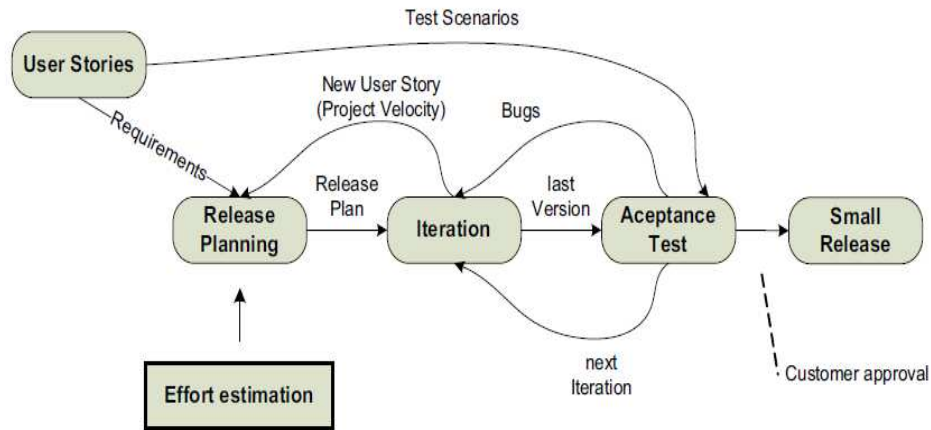 Test Scenarios
User Stories
New User Story
(Project Velocity)
Bugs
Requirements
Release
Plan
last
Version
Release
Planning
Iteration
Aceptance
Test
Small
Release
next
Iteration
Customer approval
Effort estimation